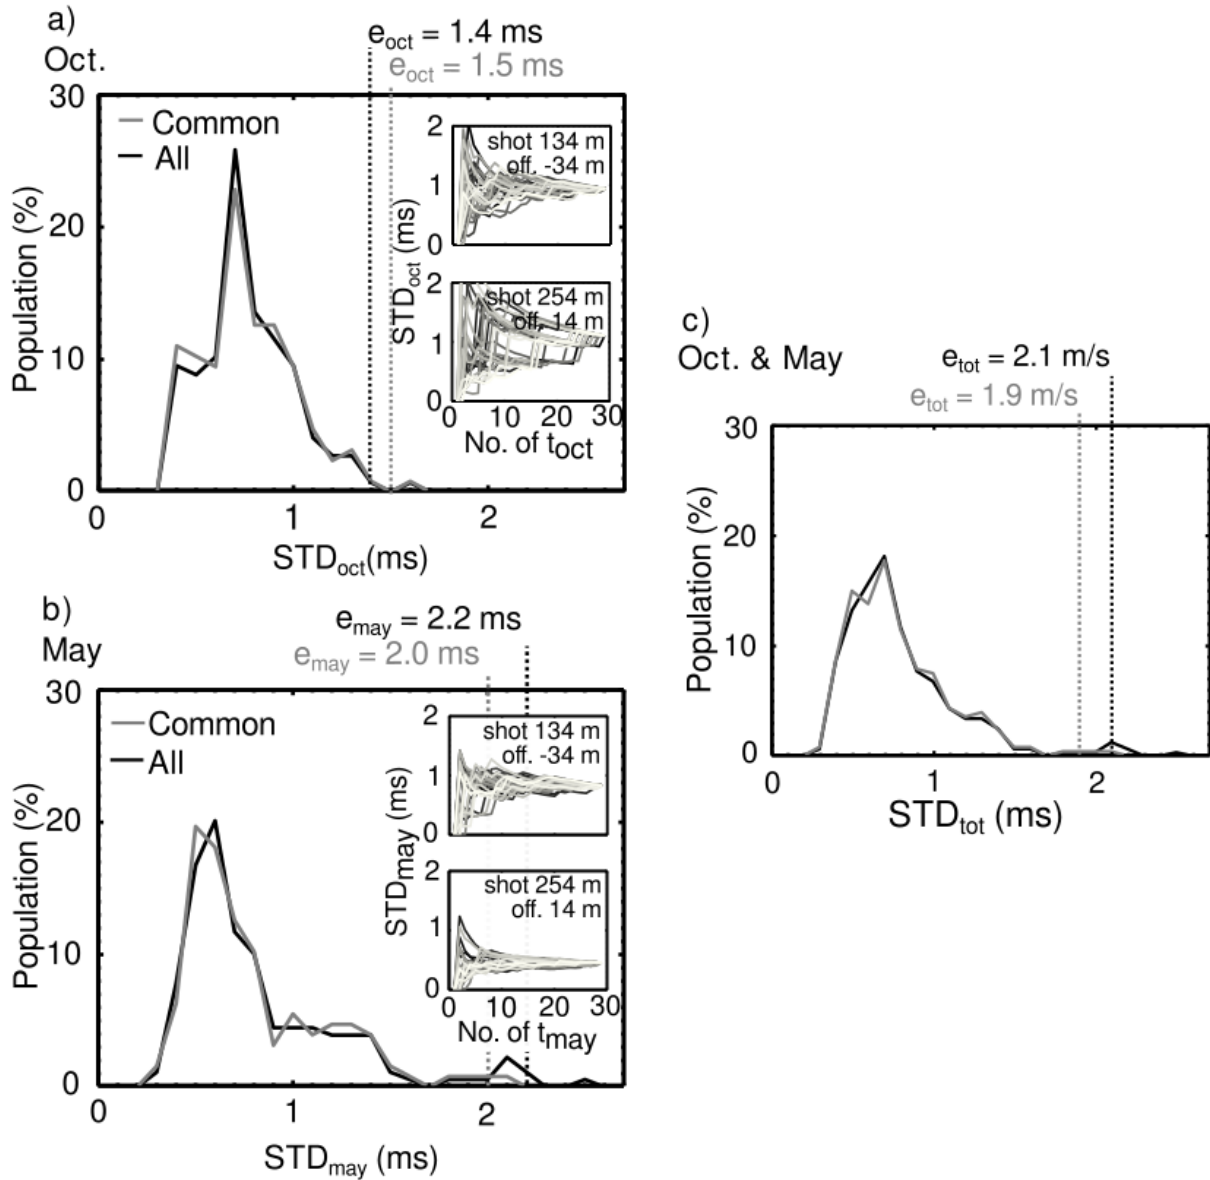 a)
Oct.
e_oct = 1.4 ms
e_oct = 1.5 ms
30
20
10
0
Population (%)
Common
All
0 1 2
STD_oct(ms)
2
1
0
shot 134 m
off. -34 m
STD_oct (ms)
2
1
0
shot 254 m
off. 14 m
0 10 20 30
No. of t_oct
b)
May
e_may = 2.2 ms
e_may = 2.0 ms
30
20
10
0
Population (%)
Common
All
0 1 2
STD_may (ms)
2
1
0
shot 134 m
off. -34 m
STD_may (ms)
2
1
0
shot 254 m
off. 14 m
0 10 20 30
No. of t_may
c)
Oct. & May
e_tot = 2.1 m/s
e_tot = 1.9 m/s
30
20
10
0
Population (%)
0 1 2
STD_tot (ms)